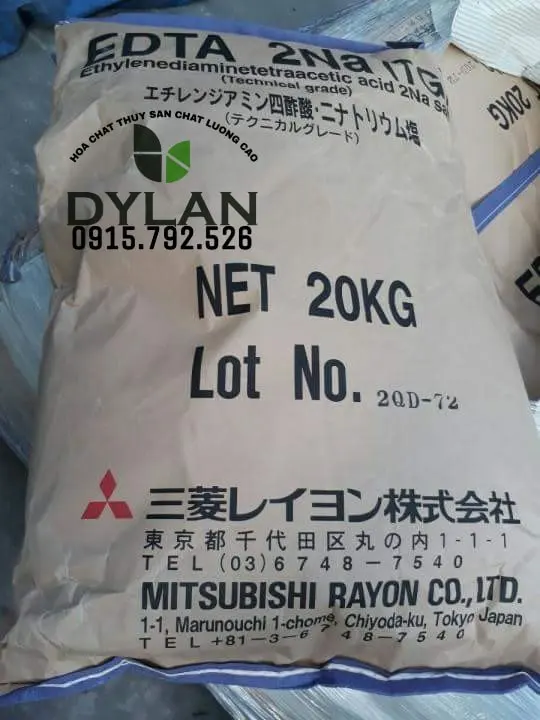 EDTA 2Na (TG
Ethylenediaminetetraacetic acid 2Na
(Technical grade)
エチレンジアミン四酢酸・ニナトリウム塩
(テクニカルグレード)
HOA CHAT THUY SAN CHAT LUONG CAO
DYLAN
0915.792.526
NET 20KG
Lot No. 2QD-72
三菱レイヨン株式会社
東京都千代田区丸の内1-1-1
TEL (03)6748-7540
MITSUBISHI RAYON CO., LTD.
1-1, Marunouchi 1-chome, Chiyoda-ku, Tokyo Japan
TEL +81-3-6748-7540
20KG